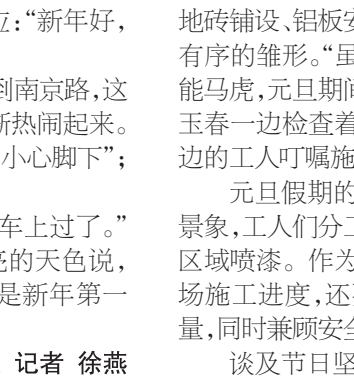 应：“新年好，
到南京路，这
新热闹起来。
小心脚下”；
车上过了。”
亮的天色说，
是新年第一
记者 徐燕
地砖铺设、铝板安
有序的雏形。“虽
能马虎，元旦期间
玉春一边检查着
边的工人叮嘱施
元旦假期的
景象，工人们分工
区域喷漆。作为
场施工进度，还要
量，同时兼顾安全
谈及节日坚